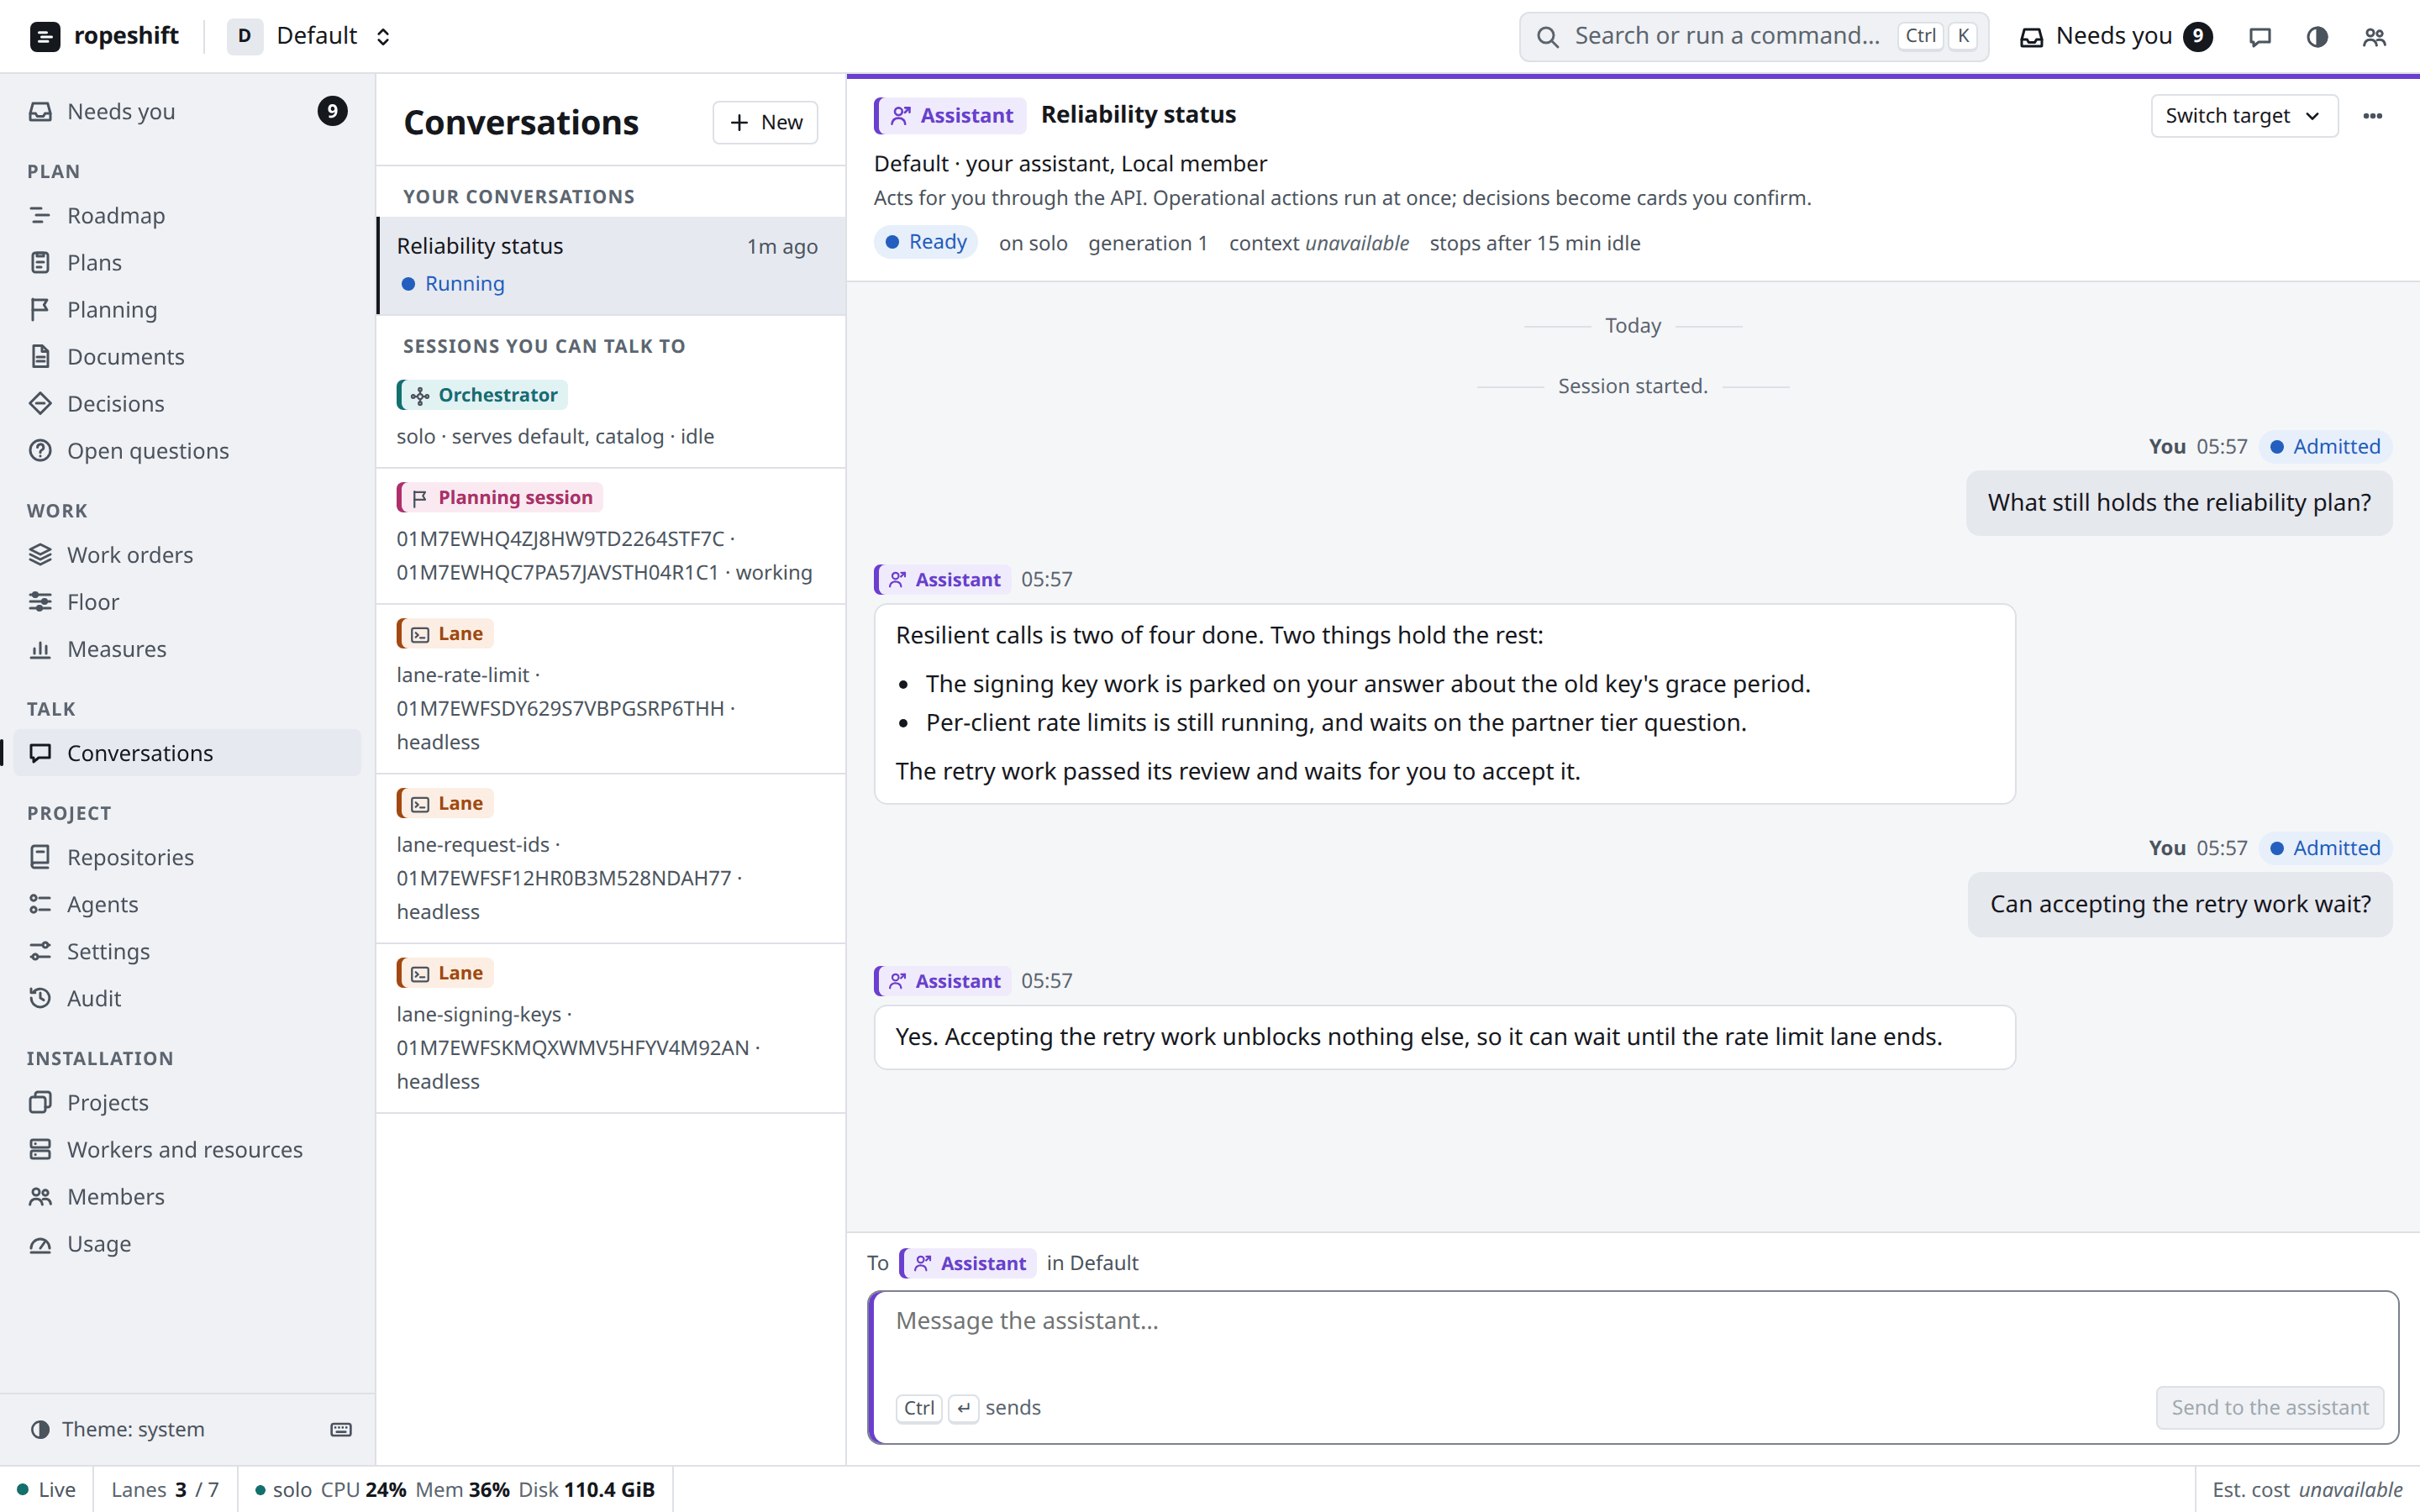 ropeshift
D Default
Search or run a command... Ctrl K
Needs you 9
Needs you 9
PLAN
Roadmap
Plans
Planning
Documents
Decisions
Open questions
WORK
Work orders
Floor
Measures
TALK
Conversations
PROJECT
Repositories
Agents
Settings
Audit
INSTALLATION
Projects
Workers and resources
Members
Usage
Theme: system
Conversations
New
YOUR CONVERSATIONS
Reliability status 1m ago
Running
SESSIONS YOU CAN TALK TO
Orchestrator
solo · serves default, catalog · idle
Planning session
01M7EWHQ4ZJ8HW9TD2264STF7C ·
01M7EWHQC7PA57JAVSTH04R1C1 · working
Lane
lane-rate-limit ·
01M7EWFSDY629S7VBPGSRP6THH ·
headless
Lane
lane-request-ids ·
01M7EWFSF12HR0B3M528NDAH77 ·
headless
Lane
lane-signing-keys ·
01M7EWFSKMQXWMV5HFYV4M92AN ·
headless
Assistant Reliability status
Switch target
Default · your assistant, Local member
Acts for you through the API. Operational actions run at once; decisions become cards you confirm.
Ready on solo generation 1 context unavailable stops after 15 min idle
Today
Session started.
You 05:57 Admitted
What still holds the reliability plan?
Assistant 05:57
Resilient calls is two of four done. Two things hold the rest:
• The signing key work is parked on your answer about the old key's grace period.
• Per-client rate limits is still running, and waits on the partner tier question.
The retry work passed its review and waits for you to accept it.
You 05:57 Admitted
Can accepting the retry work wait?
Assistant 05:57
Yes. Accepting the retry work unblocks nothing else, so it can wait until the rate limit lane ends.
To Assistant in Default
Message the assistant...
Ctrl ↵ sends
Send to the assistant
Live
Lanes 3 / 7
solo CPU 24% Mem 36% Disk 110.4 GiB
Est. cost unavailable